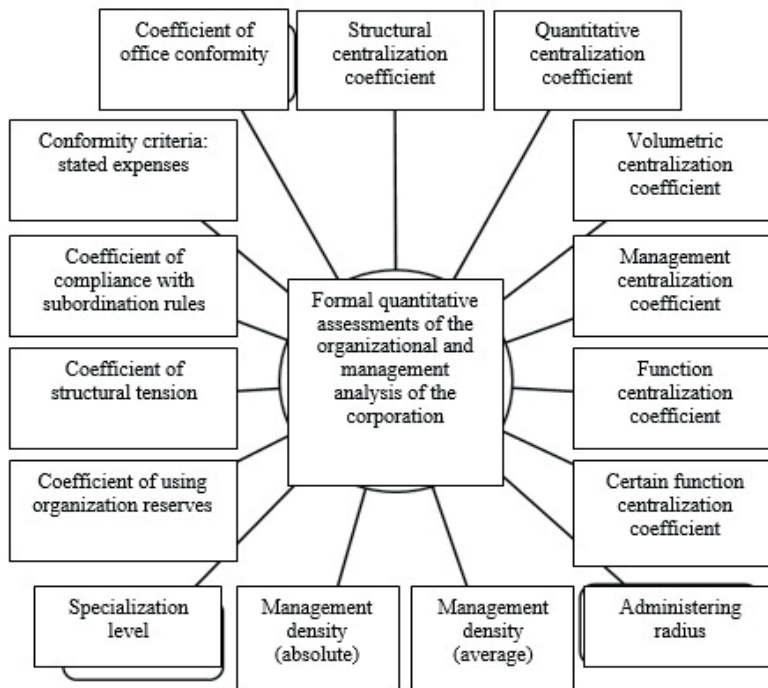 Coefficient of
office conformity
Structural
centralization
coefficient
Quantitative
centralization
coefficient
Conformity criteria:
stated expenses
Volumetric
centralization
coefficient
Coefficient of
compliance with
subordination rules
Management
centralization
coefficient
Formal quantitative
assessments of the
organizational and
management
analysis of the
corporation
Coefficient of
structural tension
Function
centralization
coefficient
Coefficient of using
organization reserves
Certain function
centralization
coefficient
Specialization
level
Management
density
(absolute)
Management
density
(average)
Administering
radius